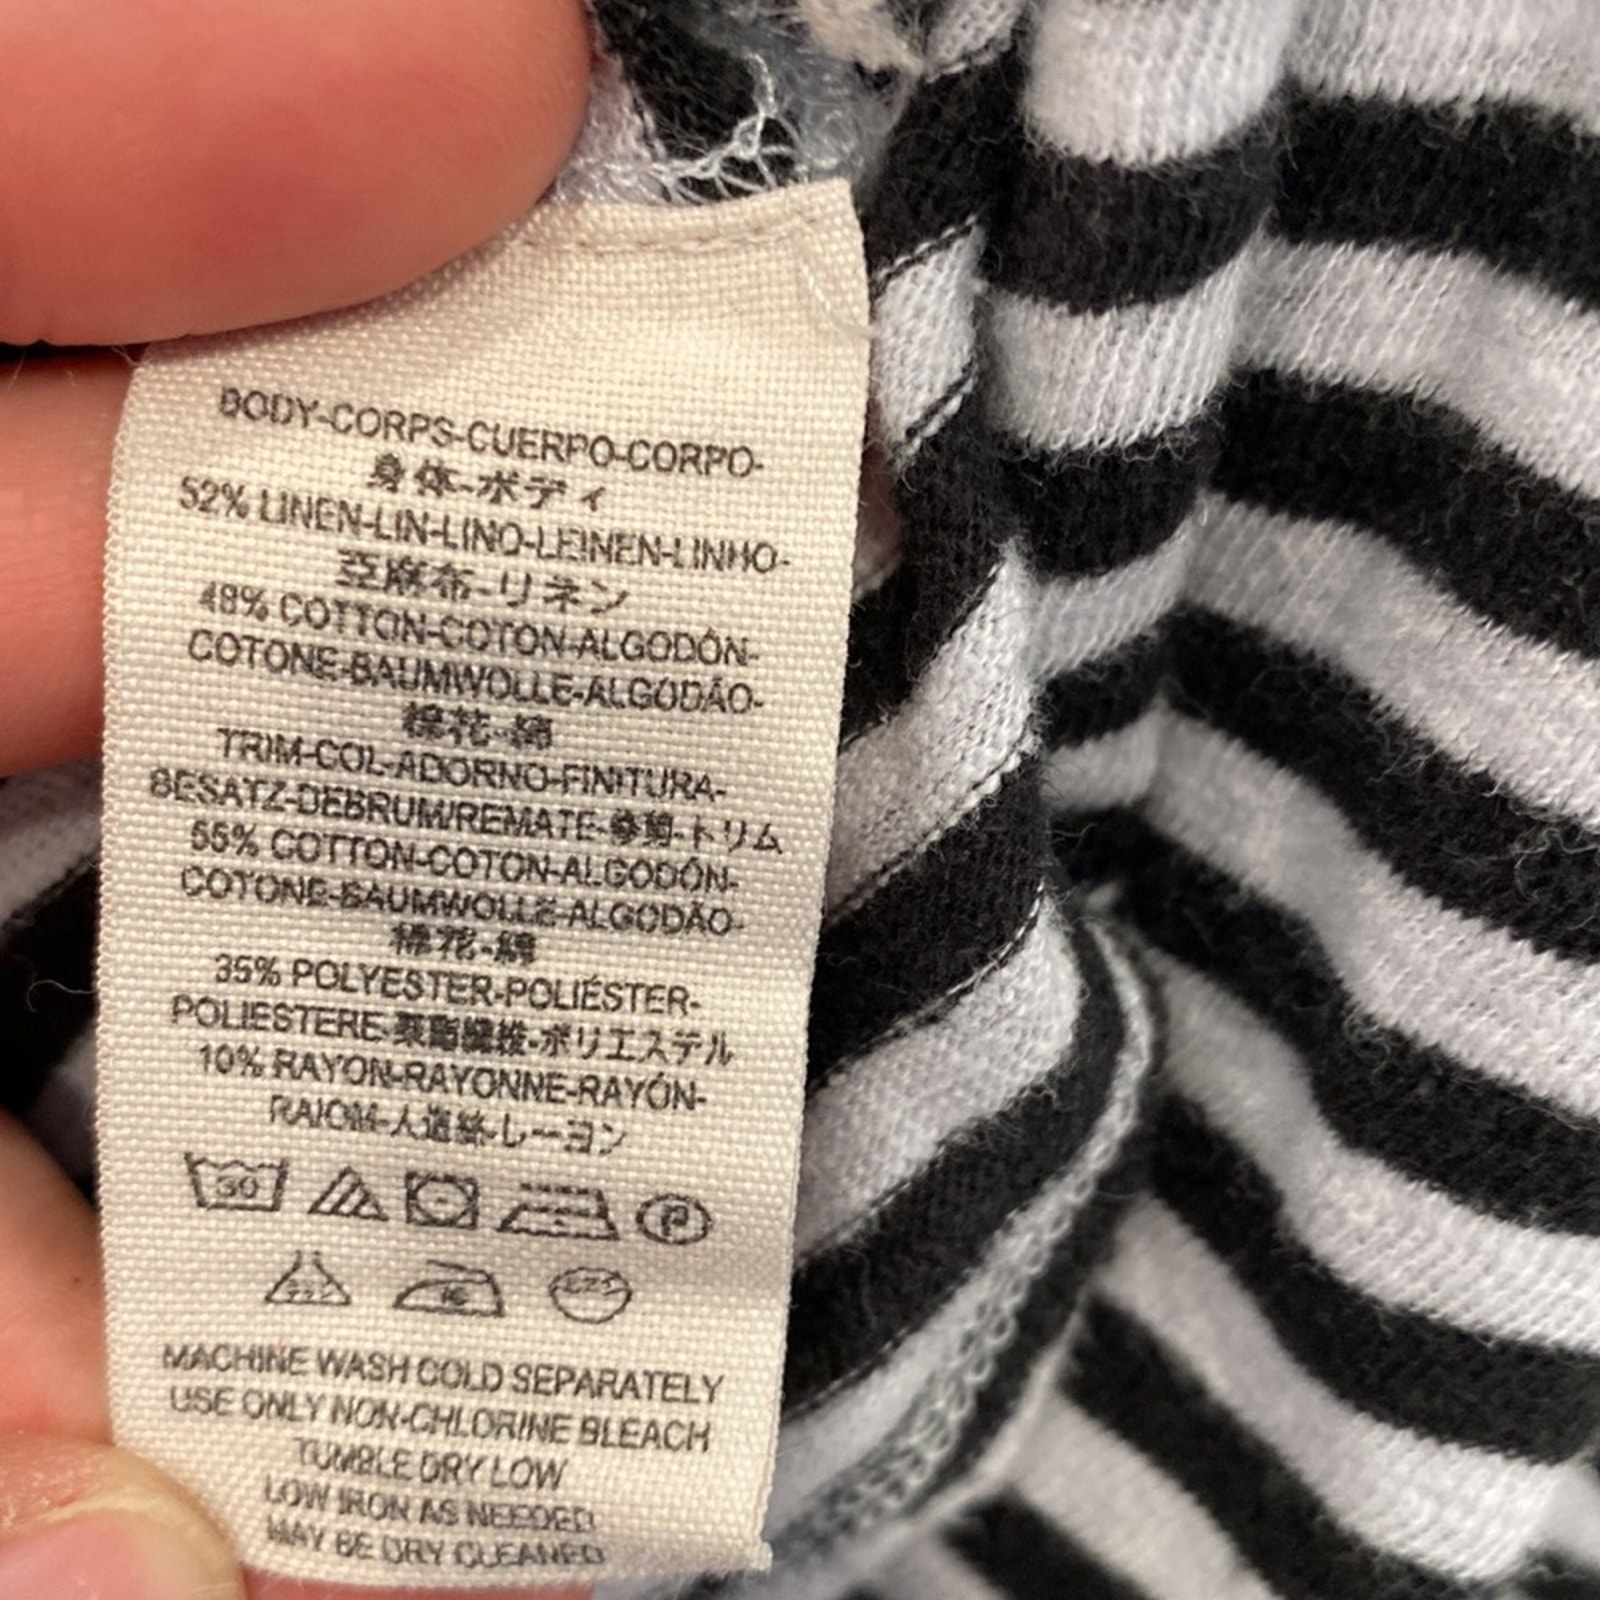 BODY-CORPS-CUERPO-CORPO-
身体-ボディ
52% LINEN-LIN-LINO-LEINEN-LINHO-
亞麻布-リネン
48% COTTON-COTON-ALGODÓN-
COTONE-BAUMWOLLE-ALGODÃO-
棉花-綿
TRIM-COL-ADORNO-FINITURA-
BESATZ-DEBRUM/REMATE-修剪-トリム
55% COTTON-COTON-ALGODÓN-
COTONE-BAUMWOLLE-ALGODÃO-
棉花-綿
35% POLYESTER-POLIÉSTER-
POLIESTERE-聚酯纖維-ポリエステル
10% RAYON-RAYONNE-RAYÓN-
RAIOM-人造絲-レーヨン
30
P
MACHINE WASH COLD SEPARATELY
USE ONLY NON-CHLORINE BLEACH
TUMBLE DRY LOW
LOW IRON AS NEEDED
MAY BE DRY CLEANED